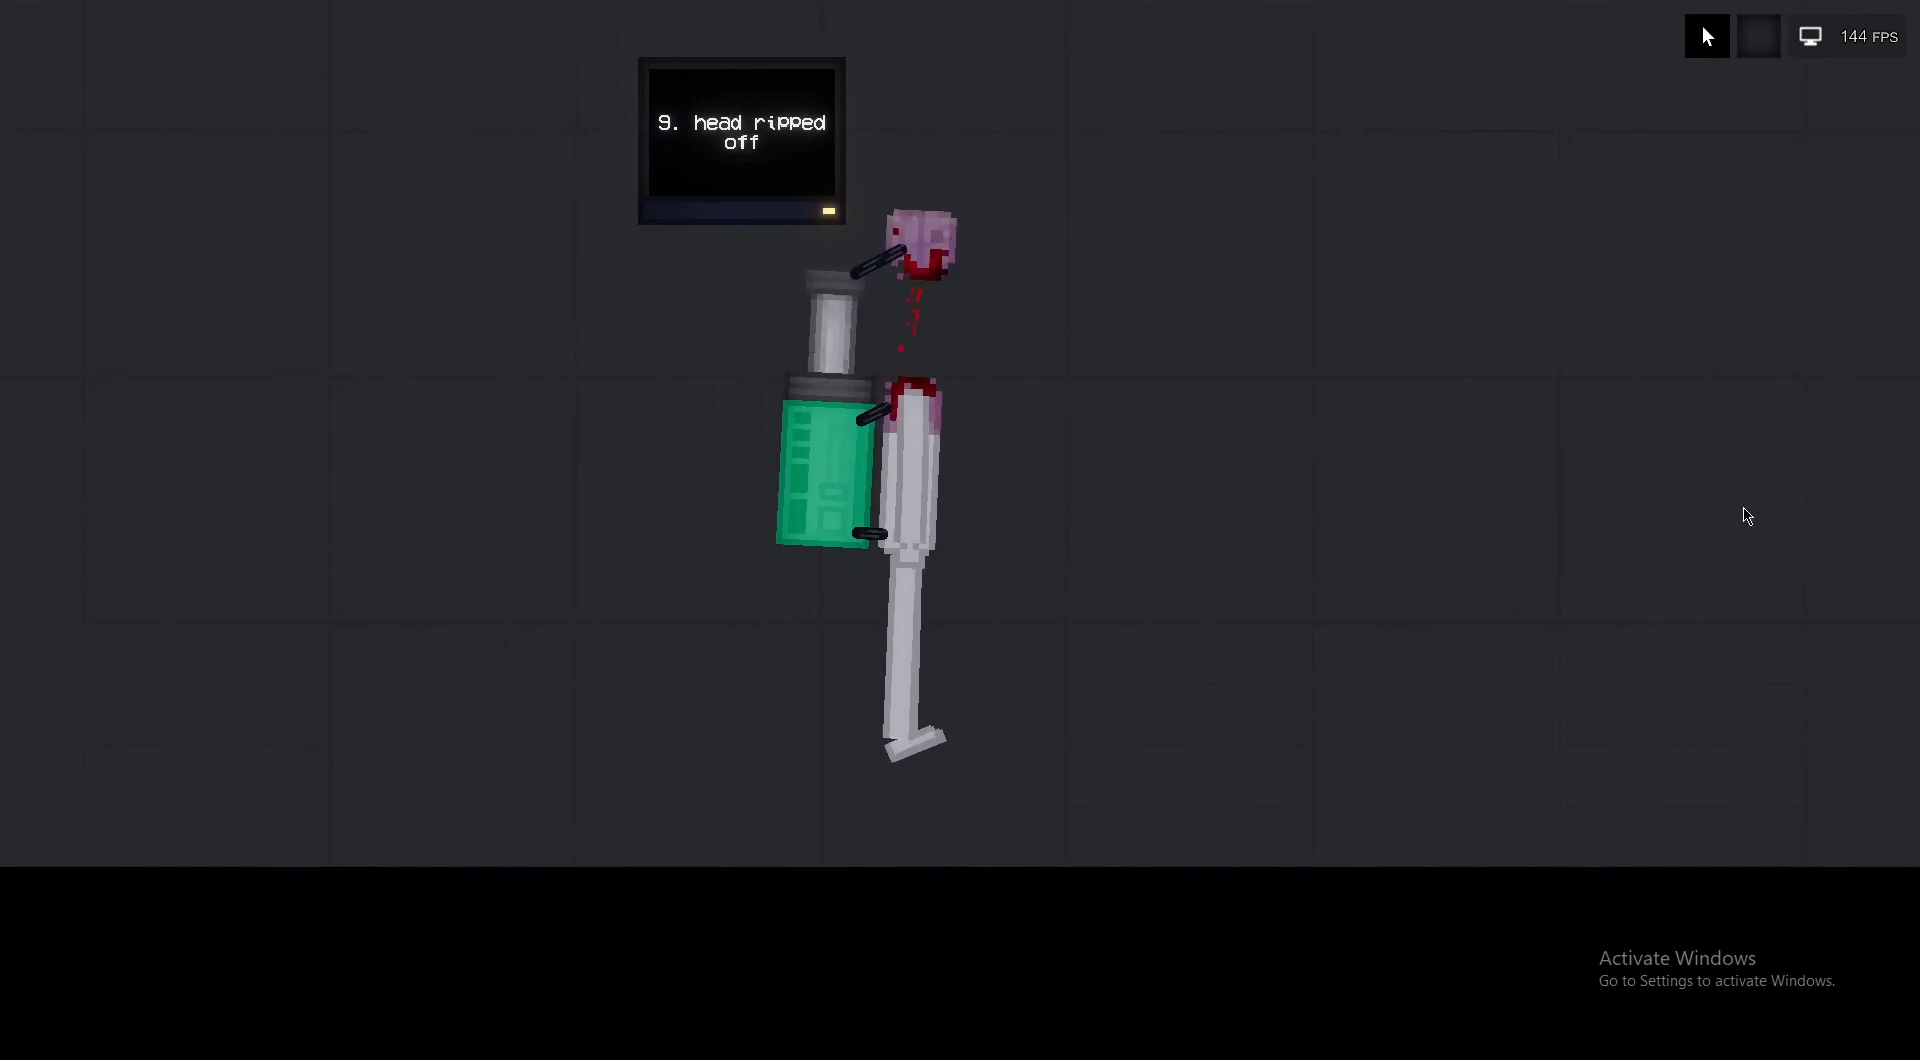 144 FPS
9. head ripped
off
Activate Windows
Go to Settings to activate Windows.